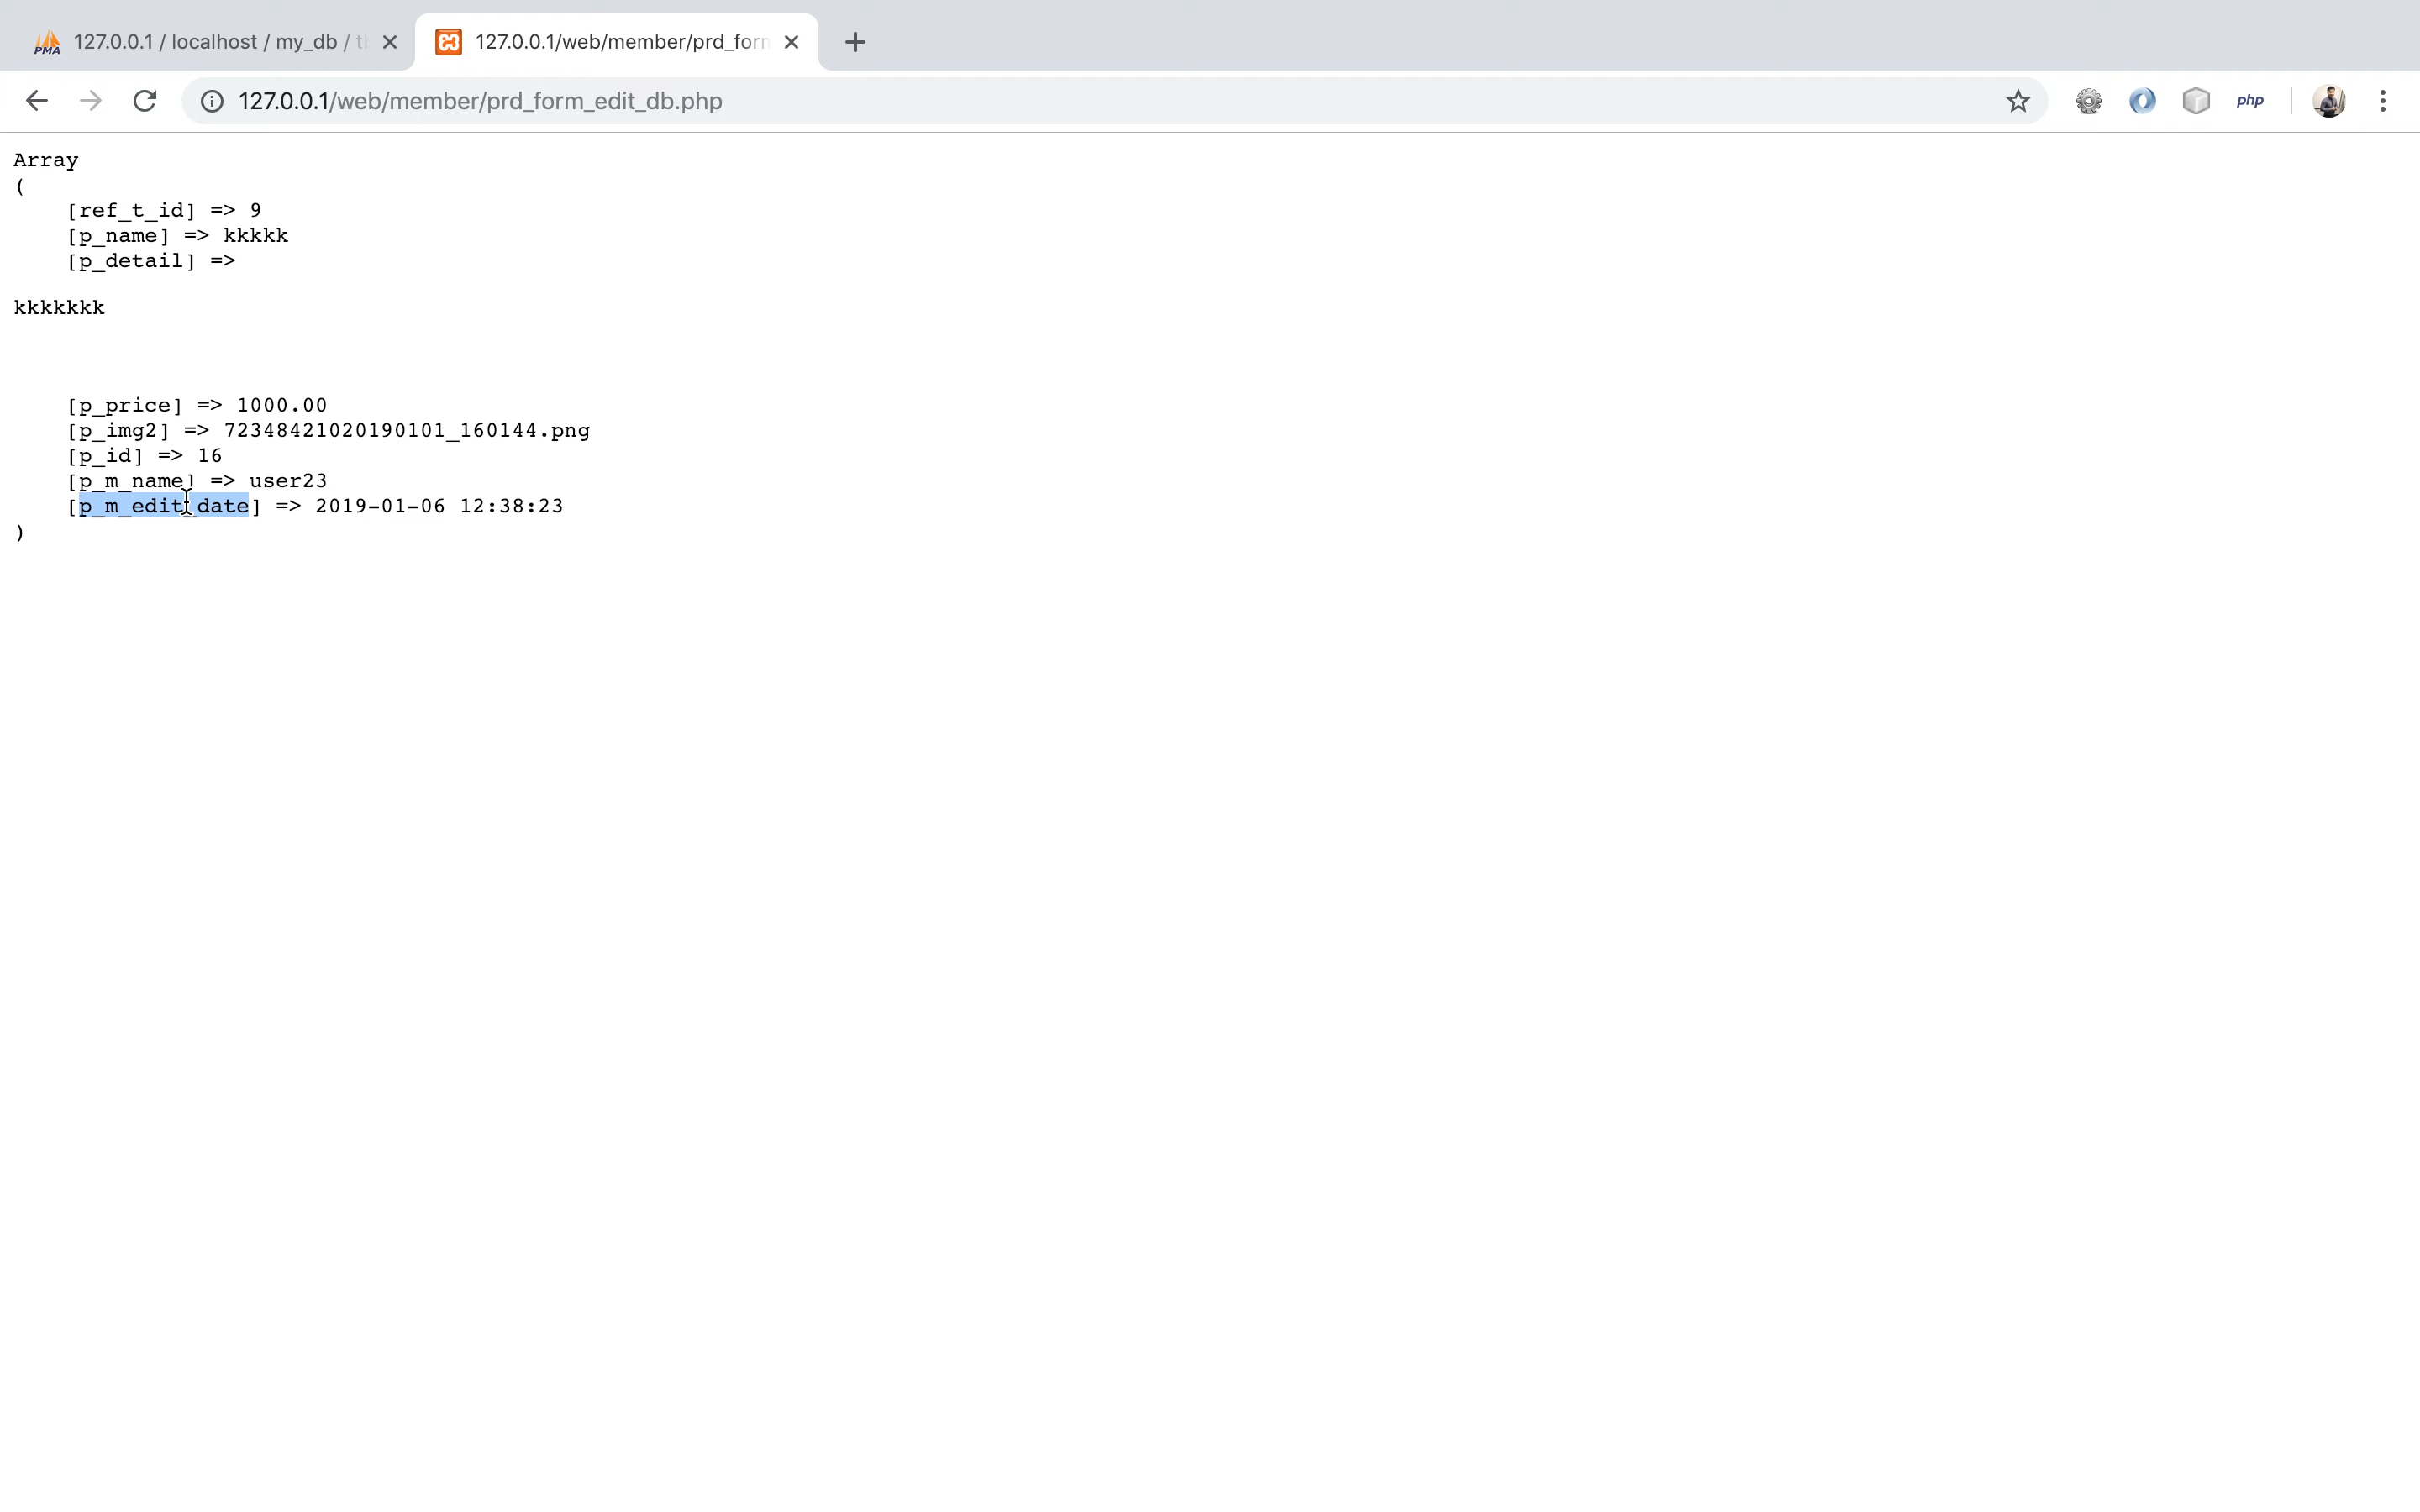 PMA 127.0.0.1 / localhost / my_db / 127.0.0.1/web/member/prd_form
127.0.0.1/web/member/prd_form_edit_db.php php
Array
(
[ref_t_id] => 9
[p_name] => kkkkk
[p_detail] =>
kkkkkkk
[p_price] => 1000.00
[p_img2] => 72348421020190101_160144.png
[p_id] => 16
[p_m_name] => user23
[p_m_edit_date] => 2019-01-06 12:38:23
)